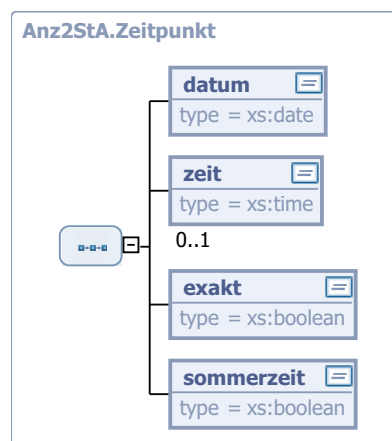 Anz2StA.Zeitpunkt
datum
type = xs:date
zeit
type = xs:time
0..1
exakt
type = xs:boolean
sommerzeit
type = xs:boolean